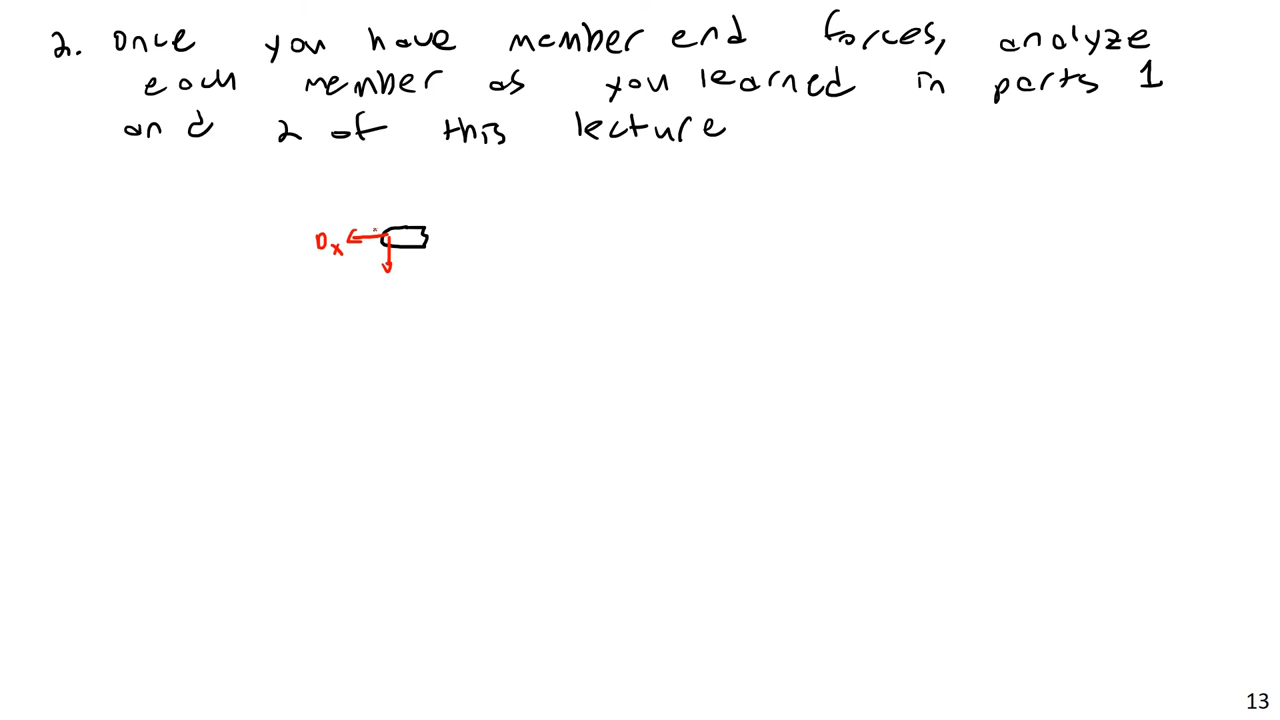 2. Once you have member end forces, analyze
each member as you learned in parts 1
and 2 of this lecture
Dx
13